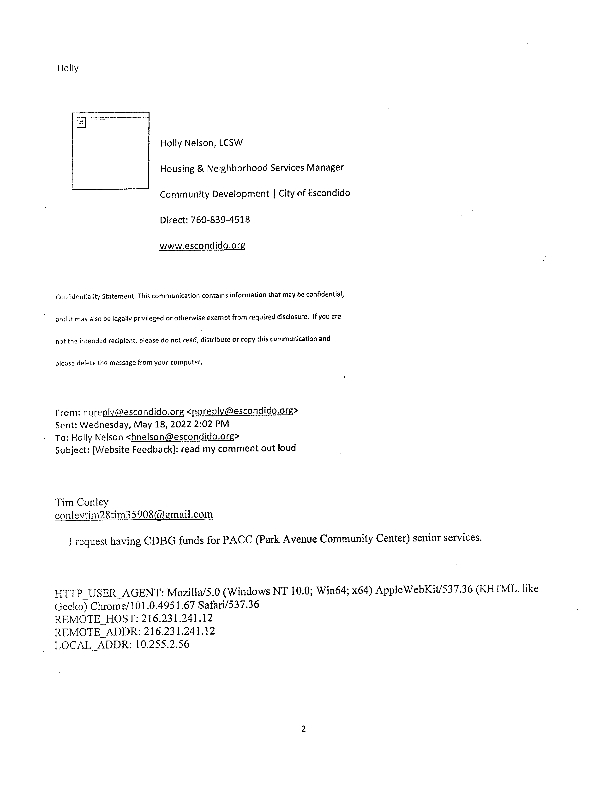 Holly
Holly Nelson, LCSW
Housing & Neighborhood Services Manager
Community Development | City of Escondido
Direct: 760-839-4518
www.escondido.org
Confidentiality Statement: This communication contains information that may be confidential,
and it may also be legally privileged or otherwise exempt from required disclosure. If you are
not the intended recipient, please do not read, distribute or copy this communication and
please delete the message from your computer.
From: noreply@escondido.org <noreply@escondido.org>
Sent: Wednesday, May 18, 2022 2:02 PM
To: Holly Nelson <hnelson@escondido.org>
Subject: [Website Feedback]: read my comment out loud
Tim Conley
conleytim28tim35908@gmail.com
I request having CDBG funds for PACC (Park Avenue Community Center) senior services.
HTTP_USER_AGENT: Mozilla/5.0 (Windows NT 10.0; Win64; x64) AppleWebKit/537.36 (KHTML, like
Gecko) Chrome/101.0.4951.67 Safari/537.36
REMOTE_HOST: 216.231.241.12
REMOTE_ADDR: 216.231.241.12
LOCAL_ADDR: 10.255.2.56
2